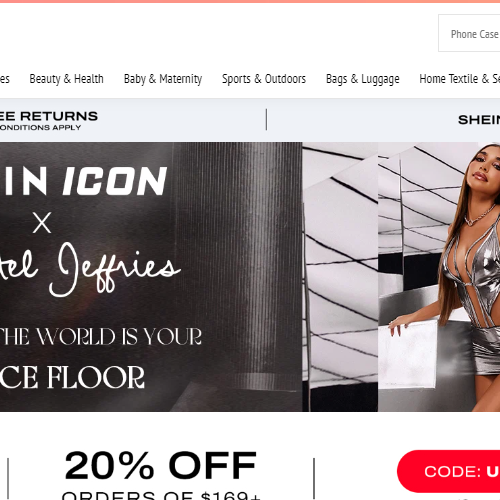 Phone Case
es Beauty & Health Baby & Maternity Sports & Outdoors Bags & Luggage Home Textile & Se
EE RETURNS
ONDITIONS APPLY
SHEIN
IN ICON
X
tel Jeffries
THE WORLD IS YOUR
CE FLOOR
20% OFF
ORDERS OF $169+
CODE: U